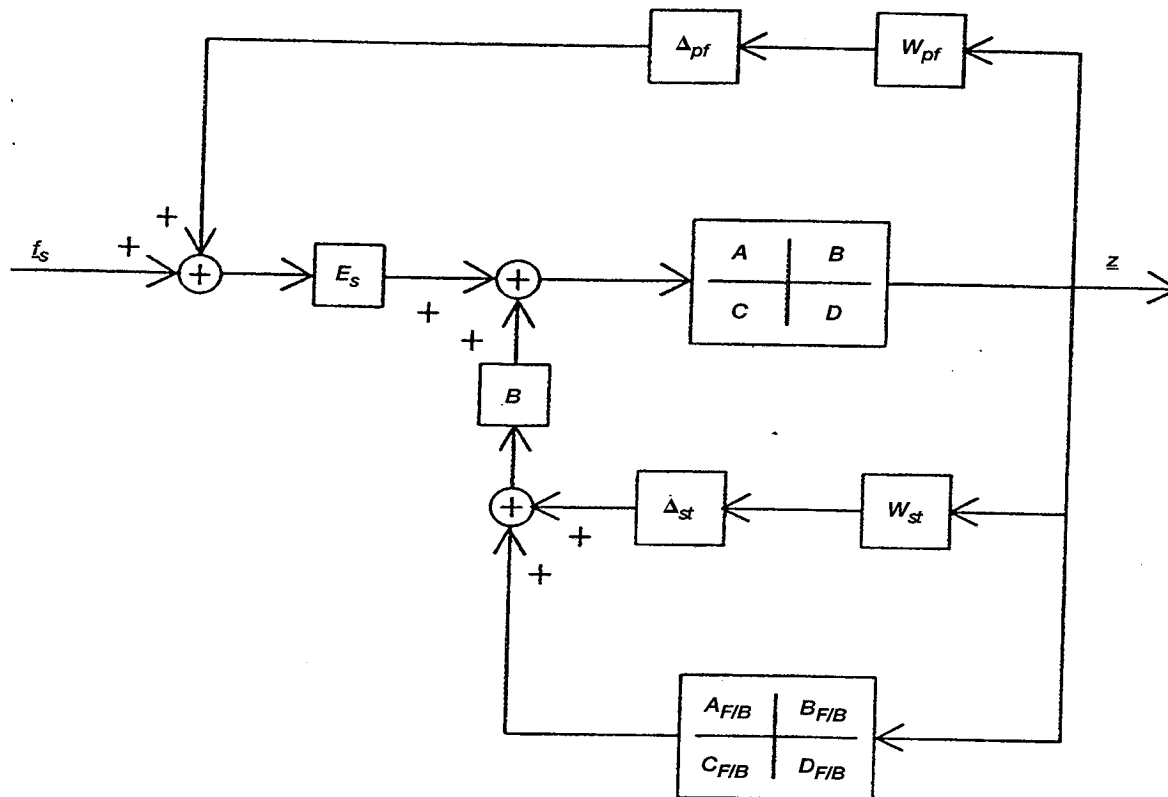 Δpf
Wpf
+
+
fs
+
Es
+
+
+
A B
C D
z
B
+
Δst
Wst
+
+
AF/B BF/B
CF/B DF/B